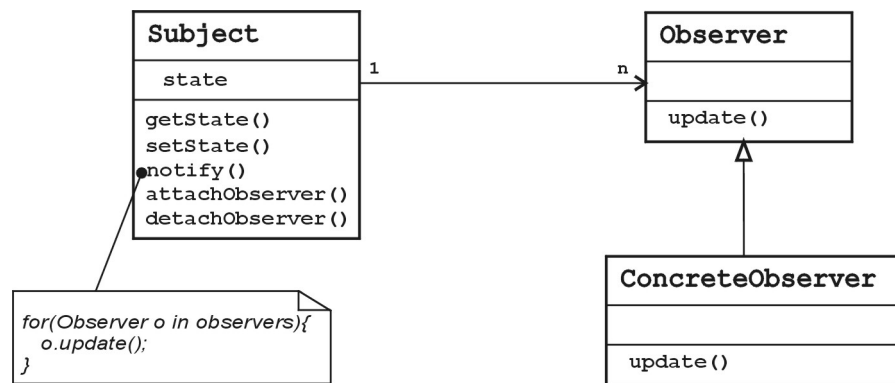 Subject
state
getState()
setState()
notify()
attachObserver()
detachObserver()
1
n
Observer
update()
for(Observer o in observers){
o.update();
}
ConcreteObserver
update()